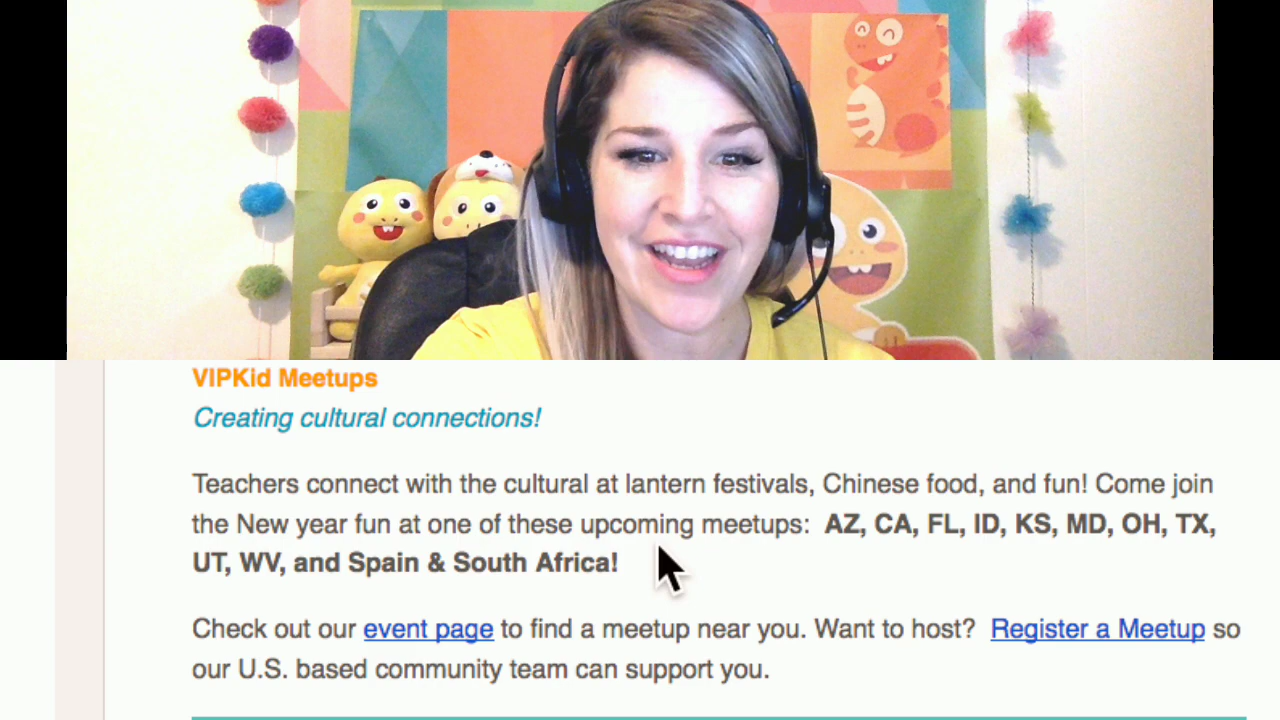 VIPKid Meetups
Creating cultural connections!
Teachers connect with the cultural at lantern festivals, Chinese food, and fun! Come join
the New year fun at one of these upcoming meetups: AZ, CA, FL, ID, KS, MD, OH, TX,
UT, WV, and Spain & South Africa!
Check out our event page to find a meetup near you. Want to host? Register a Meetup so
our U.S. based community team can support you.